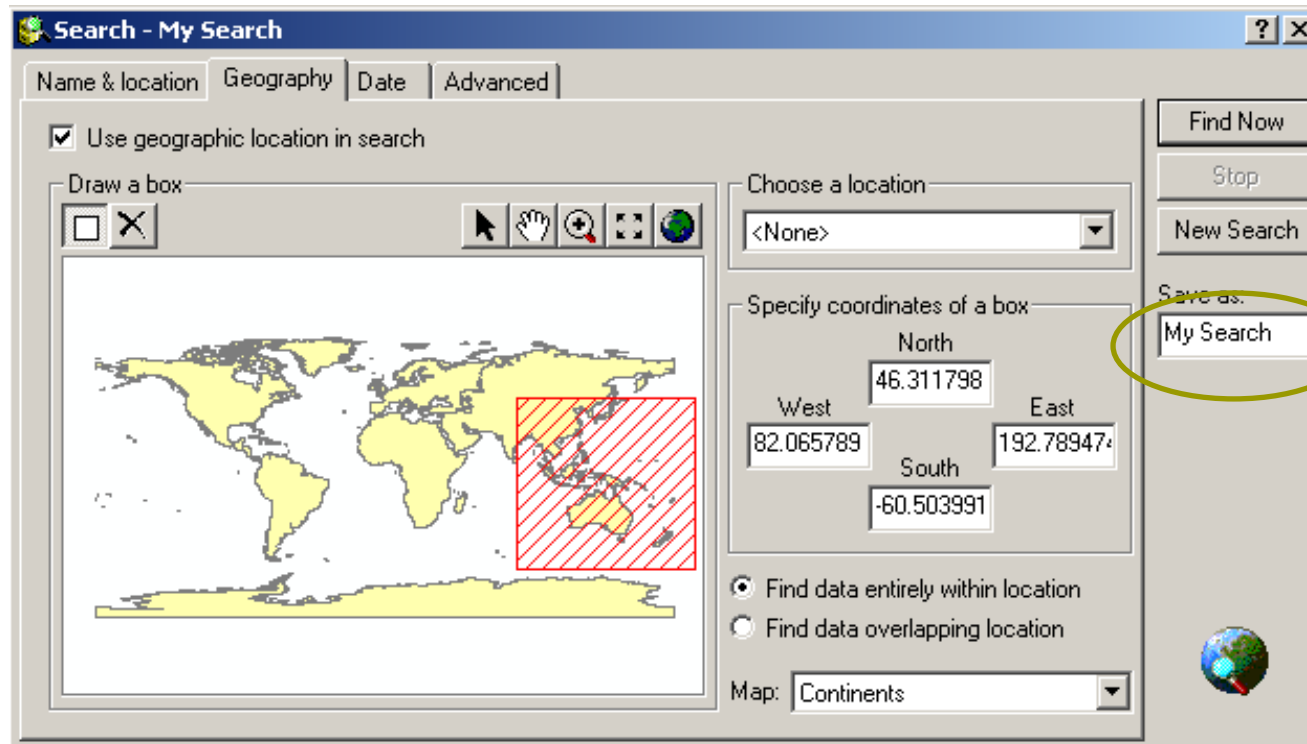 Search - My Search
Name & location Geography Date Advanced
Use geographic location in search
Draw a box
Choose a location
<None>
Specify coordinates of a box
North
46.311798
West East
82.065789 192.78947
South
-60.503991
Find data entirely within location
Find data overlapping location
Map: Continents
Find Now
Stop
New Search
Save as:
My Search